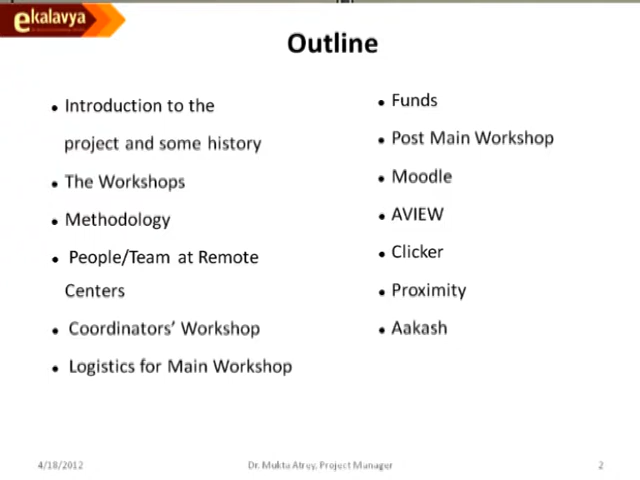 ekalavya
Outline
• Introduction to the
project and some history
• The Workshops
• Methodology
• People/Team at Remote
Centers
• Coordinators' Workshop
• Logistics for Main Workshop
• Funds
• Post Main Workshop
• Moodle
• AVIEW
• Clicker
• Proximity
• Aakash
4/18/2012
Dr. Mukta Atrey, Project Manager
2